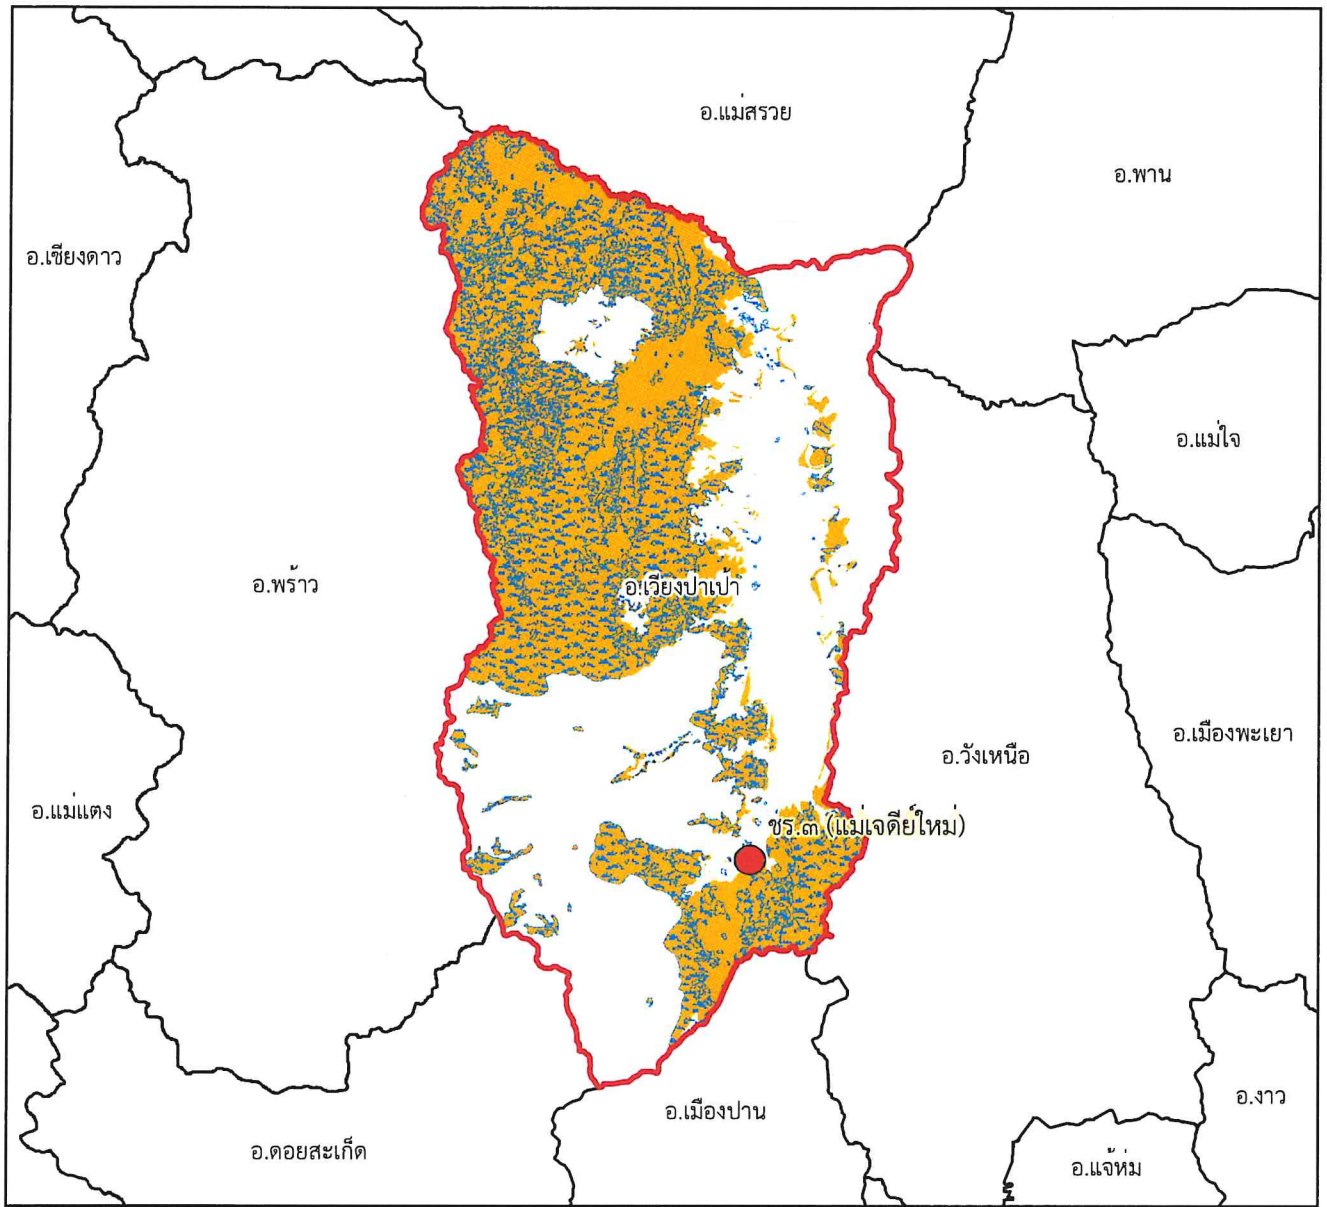 อ.แม่สรวย
อ.พาน
อ.เชียงดาว
อ.แม่ใจ
อ.พร้าว
อ.เวียงป่าเป้า
อ.เมืองพะเยา
อ.วังเหนือ
อ.แม่แตง
ชร.๓ (แม่เจดีย์ใหม่)
อ.งาว
อ.เมืองปาน
อ.ดอยสะเก็ด
อ.แจ้ห่ม